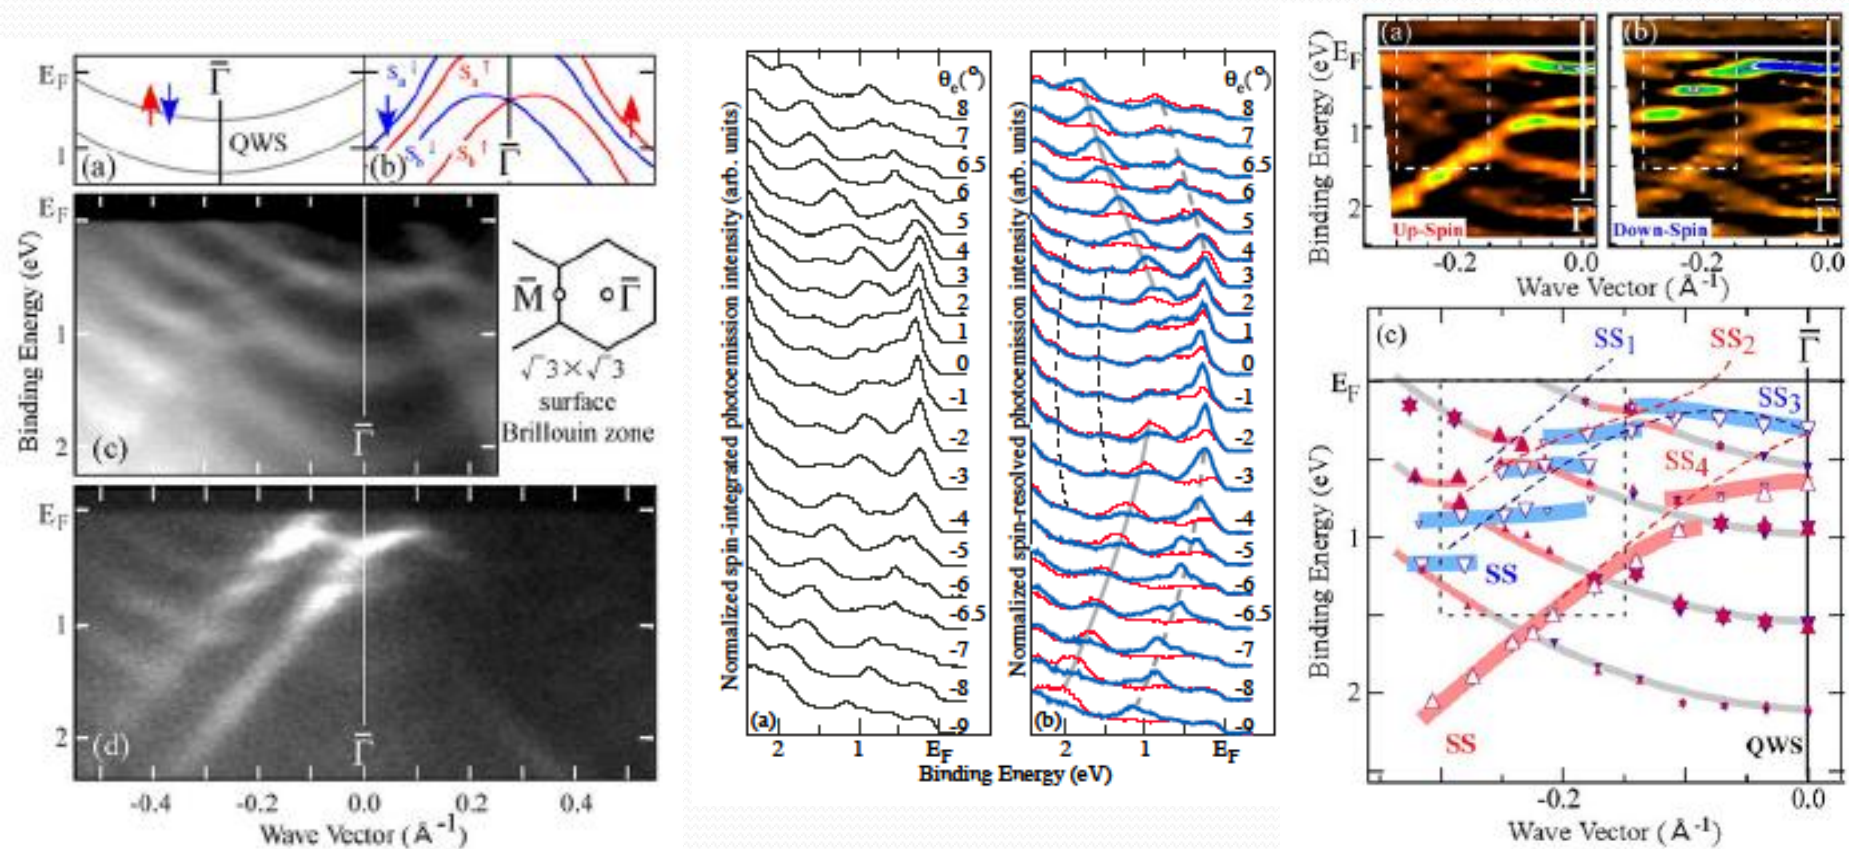 E_F
1
(a)
Γ̄
QWS
(b)
S_a↓
S_a↑
S_b↓
S_b↑
Γ̄
Binding Energy (eV)
E_F
1
2
(c)
Γ̄
M̄
Γ̄
√3×√3
surface
Brillouin zone
E_F
1
2
(d)
Γ̄
-0.4 -0.2 0.0 0.2 0.4
Wave Vector (Å⁻¹)
Normalized spin-integrated photoemission intensity (arb. units)
θ_e(°)
8
7
6.5
6
5
4
3
2
1
0
-1
-2
-3
-4
-5
-6
-6.5
-7
-8
-9
(a)
2 1 E_F
Normalized spin-resolved photoemission intensity (arb. units)
θ_e(°)
8
7
6.5
6
5
4
3
2
1
0
-1
-2
-3
-4
-5
-6
-6.5
-7
-8
-9
(b)
2 1 E_F
Binding Energy (eV)
Binding Energy (eV)
E_F
1
2
(a)
Up-Spin
Γ̄
(b)
Down-Spin
Γ̄
-0.2 0.0 -0.2 0.0
Wave Vector (Å⁻¹)
(c)
SS₁
SS₂
Γ̄
E_F
SS₃
SS₄
1
SS
2
SS
QWS
Binding Energy (eV)
-0.2 0.0
Wave Vector (Å⁻¹)